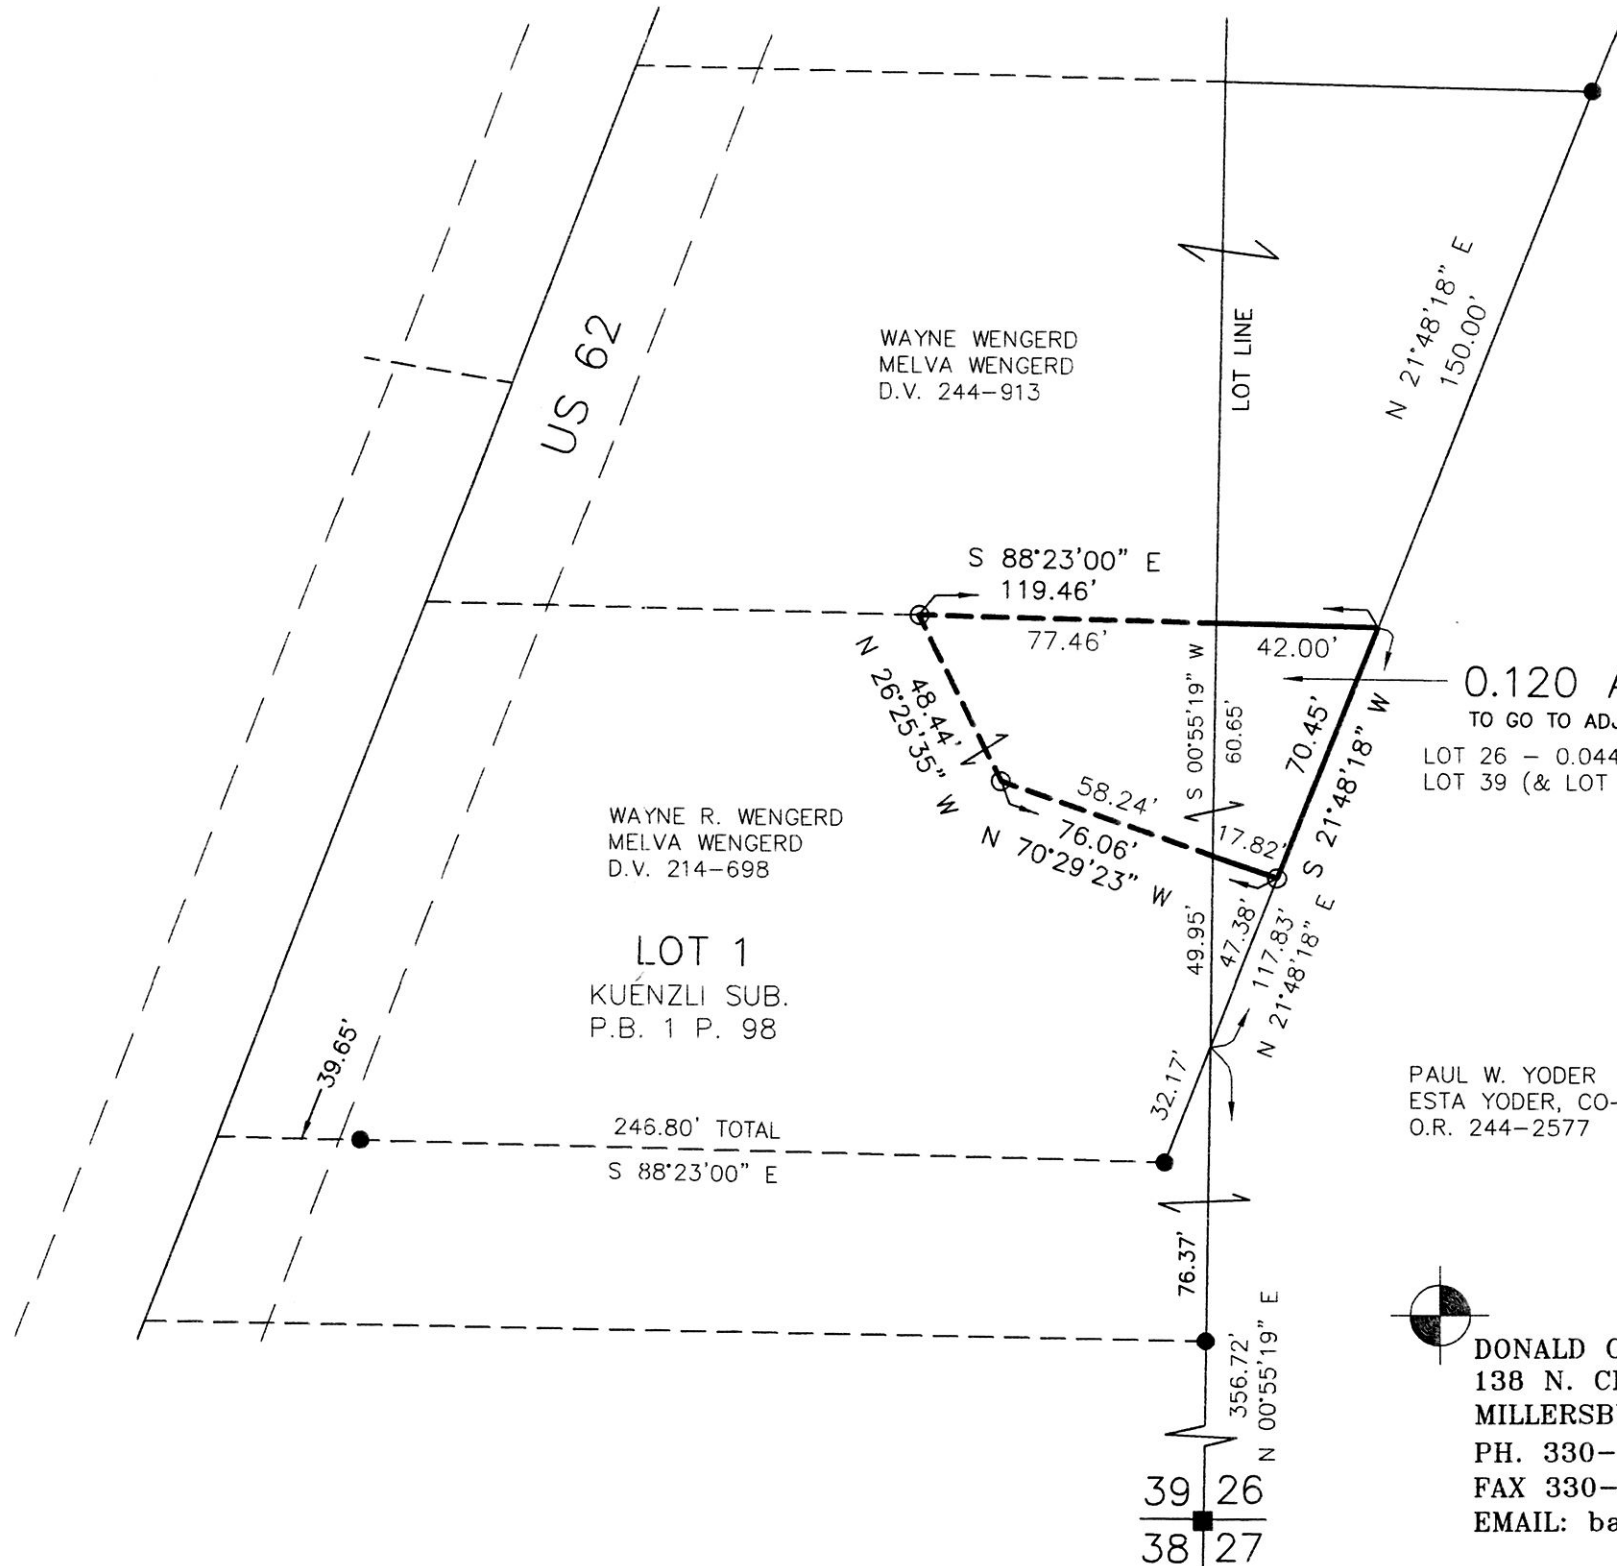 US 62
WAYNE WENGERD
MELVA WENGERD
D.V. 244-913
LOT LINE
N 21°48'18" E
150.00'
S 88°23'00" E
119.46'
77.46'
42.00'
N 26°25'35" W
48.44'
S 00°55'19" W
60.65'
70.45'
S 21°48'18" W
0.120
TO GO TO
LOT 26 - 0.044
LOT 39 (& LOT
58.24'
17.82'
76.06'
N 70°29'23" W
WAYNE R. WENGERD
MELVA WENGERD
D.V. 214-698
49.95'
47.38'
117.83'
N 21°48'18" E
LOT 1
KUENZLI SUB.
P.B. 1 P. 98
39.65'
32.17'
246.80' TOTAL
S 88°23'00" E
PAUL W. YODER
ESTA YODER, CO-
O.R. 244-2577
76.37'
356.72'
N 00°55'19" E
DONALD
138 N.
PH. 330-
FAX 330-
EMAIL:
39 26
38 27